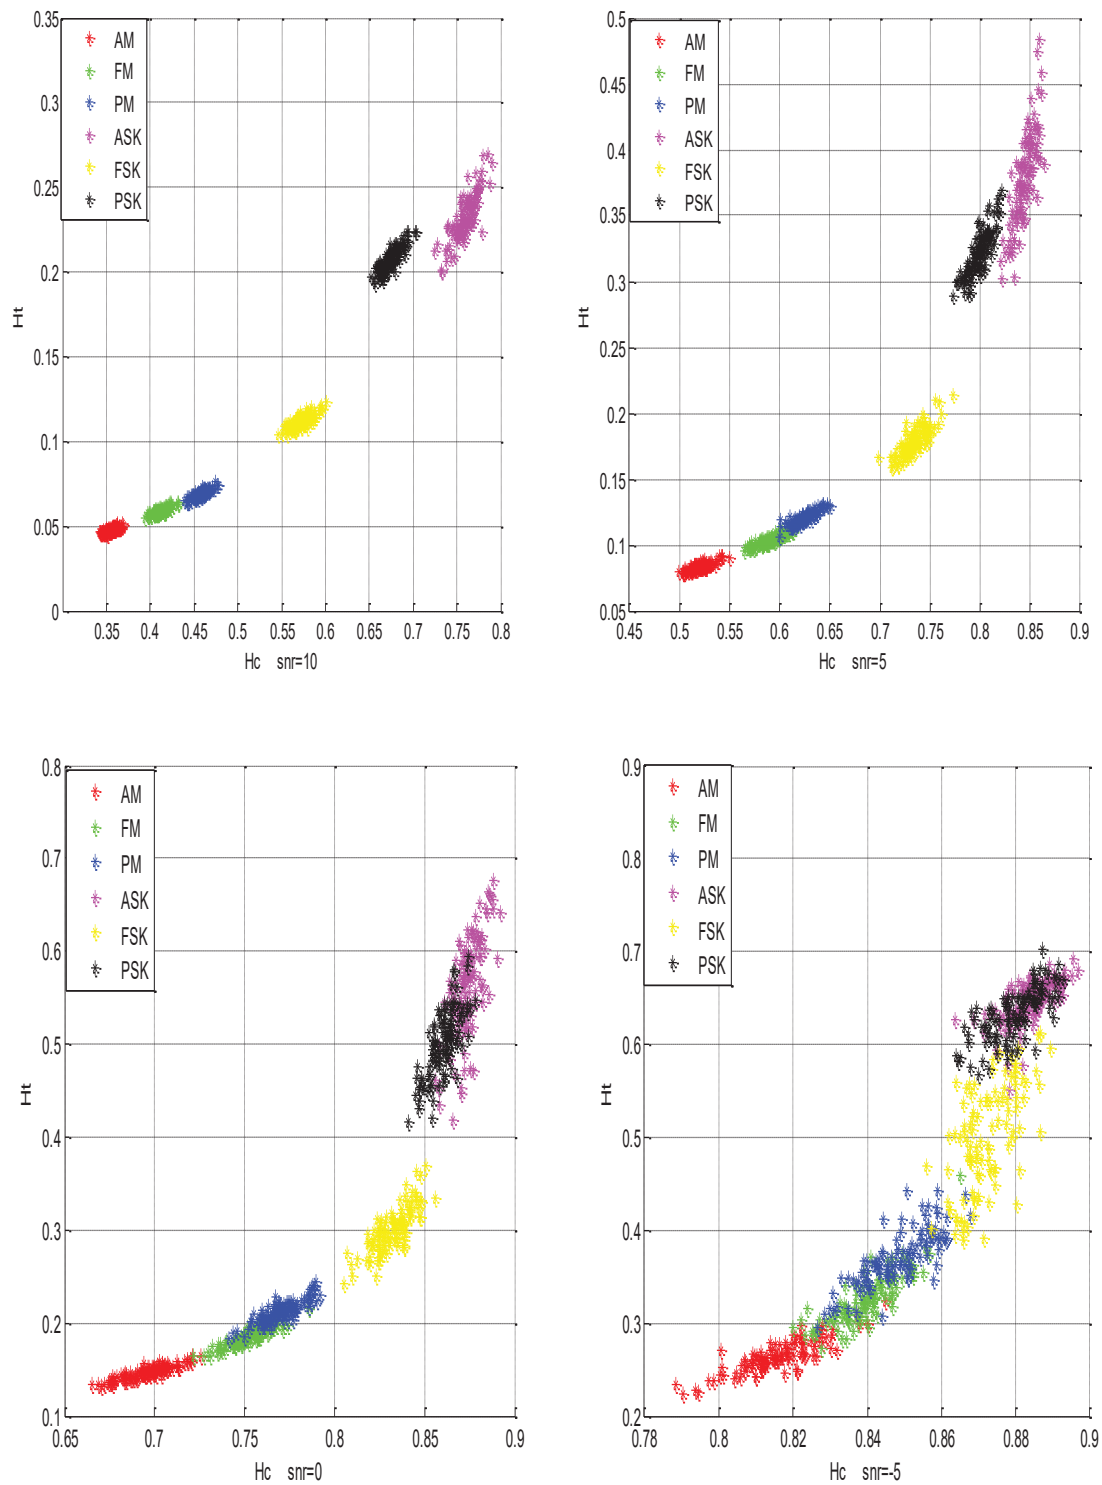 0.35
0.3
0.25
0.2
0.15
0.1
0.05
0
AM
FM
PM
ASK
FSK
PSK
Ht
0.35 0.4 0.45 0.5 0.55 0.6 0.65 0.7 0.75 0.8
Hc snr=10
0.5
0.45
0.4
0.35
0.3
0.25
0.2
0.15
0.1
0.05
AM
FM
PM
ASK
FSK
PSK
Ht
0.45 0.5 0.55 0.6 0.65 0.7 0.75 0.8 0.85 0.9
Hc snr=5
0.8
0.7
0.6
0.5
0.4
0.3
0.2
0.1
AM
FM
PM
ASK
FSK
PSK
Ht
0.65 0.7 0.75 0.8 0.85 0.9
Hc snr=0
0.9
0.8
0.7
0.6
0.5
0.4
0.3
0.2
AM
FM
PM
ASK
FSK
PSK
Ht
0.78 0.8 0.82 0.84 0.86 0.88 0.9
Hc snr=-5